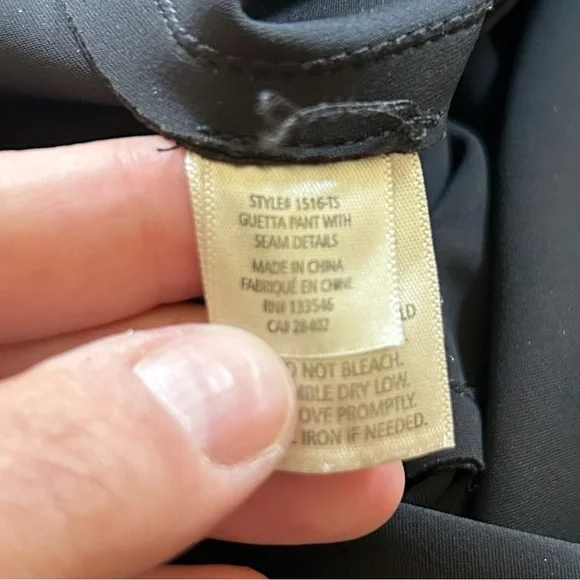 STYLE# 1516-TS
GUETTA PANT WITH
SEAM DETAILS
MADE IN CHINA
FABRIQUÉ EN CHINE
RN# 133546
CA# 28402
NOT BLEACH.
DRY LOW.
PROMPTLY.
IRON IF NEEDED.